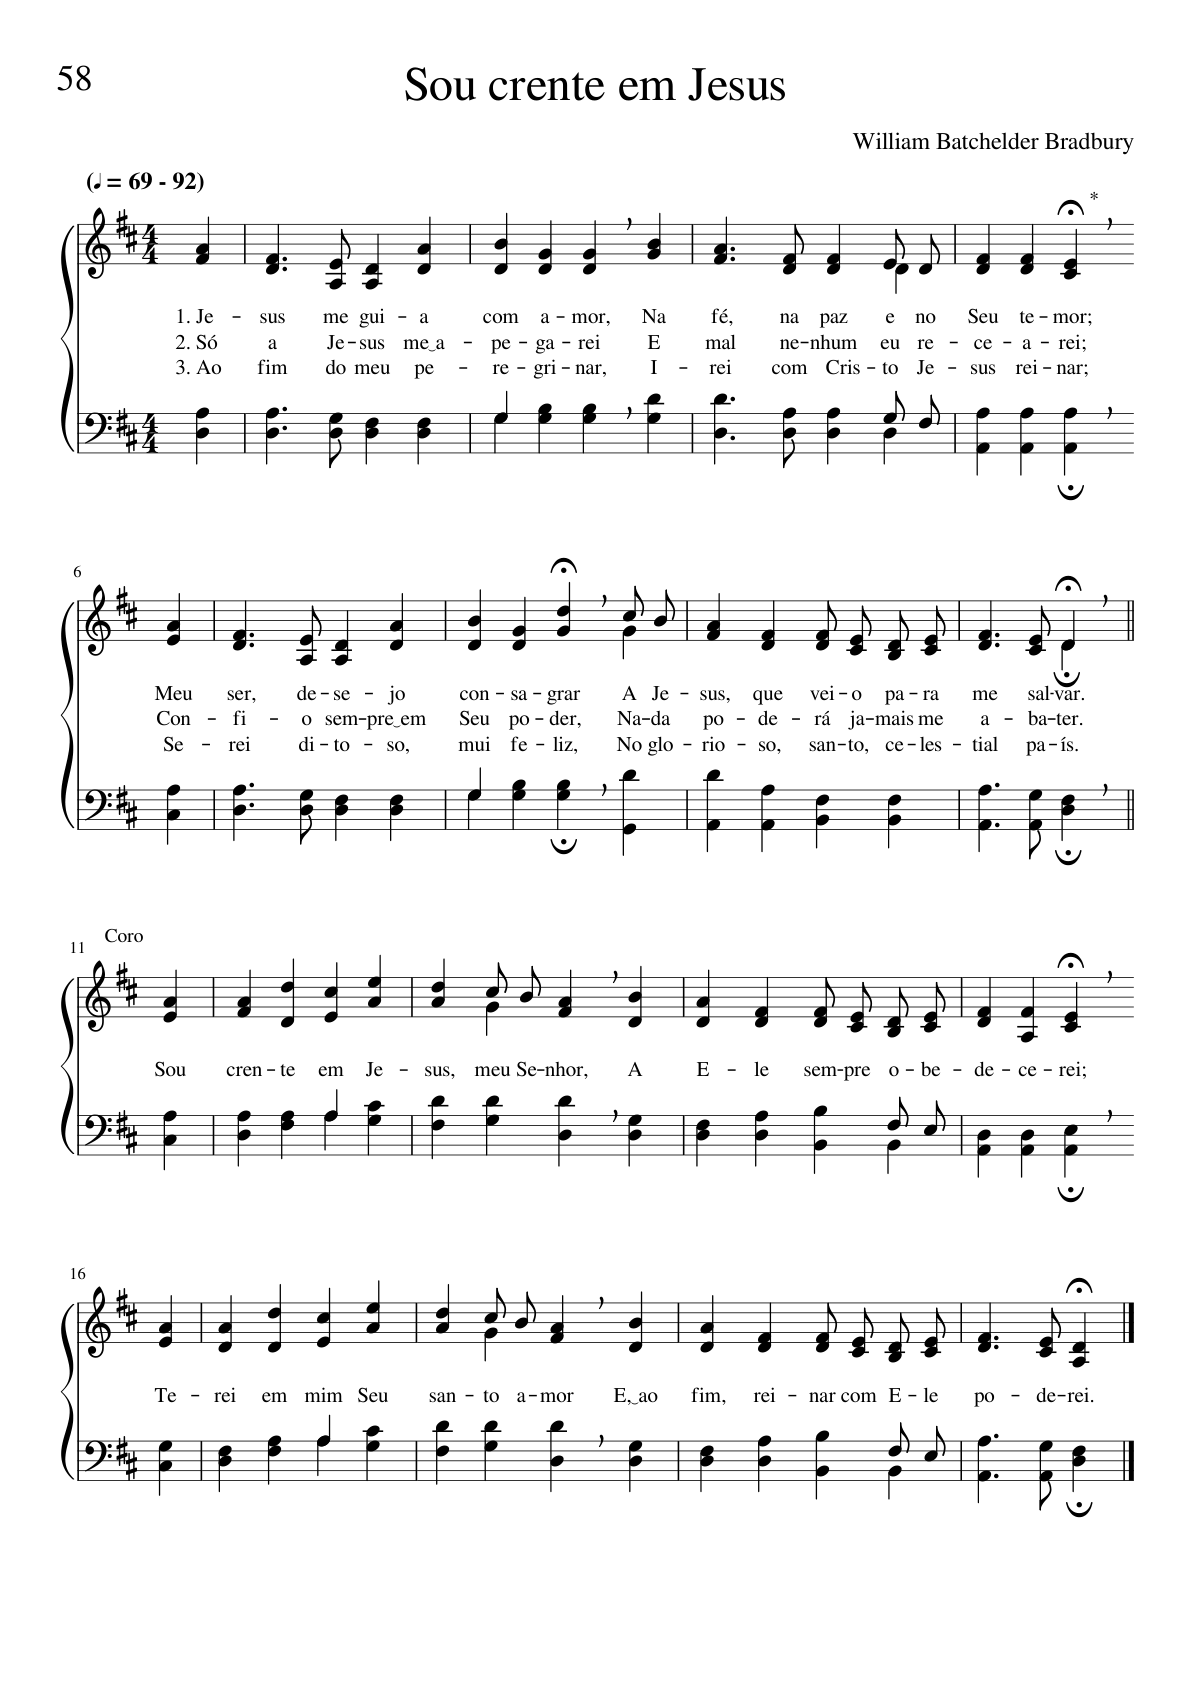 58
Sou crente em Jesus
William Batchelder Bradbury
(♩ = 69 - 92)
*
1. Je – sus me gui – a com a – mor, Na fé, na paz e no Seu te – mor;
2. Só a Je – sus me‿a – pe – ga – rei E mal ne – nhum eu re – ce – a – rei;
3. Ao fim do meu pe – re – gri – nar, I – rei com Cris – to Je – sus rei – nar;
6
Meu ser, de – se – jo con – sa – grar A Je – sus, que vei – o pa – ra me sal – var.
Con – fi – o sem – pre‿em Seu po – der, Na – da po – de – rá ja – mais me a – ba – ter.
Se – rei di – to – so, mui fe – liz, No glo – rio – so, san – to, ce – les – tial pa – ís.
Coro
11
Sou cren – te em Je – sus, meu Se – nhor, A E – le sem – pre o – be – de – ce – rei;
16
Te – rei em mim Seu san – to a – mor E,‿ao fim, rei – nar com E – le po – de – rei.